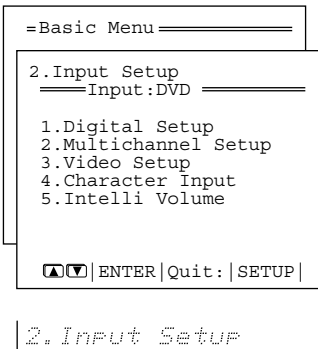 =Basic Menu
2.Input Setup
Input:DVD
1.Digital Setup
2.Multichannel Setup
3.Video Setup
4.Character Input
5.Intelli Volume
▲▼|ENTER|Quit:|SETUP|
2.Input Setup